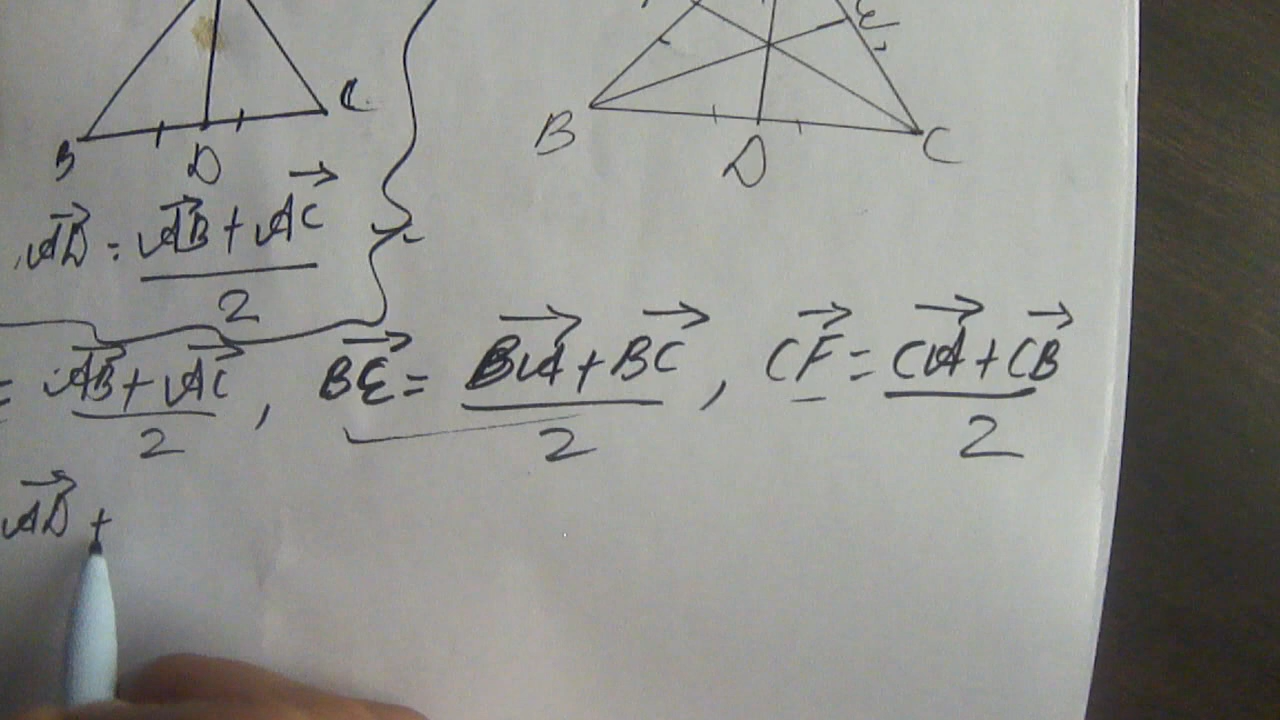 B D C
B D C
AD→ = (AB→ + AC→)/2
= (AB→ + AC→)/2 , BE→ = (BA→ + BC→)/2 , CF→ = (CA→ + CB→)/2
AD→ +